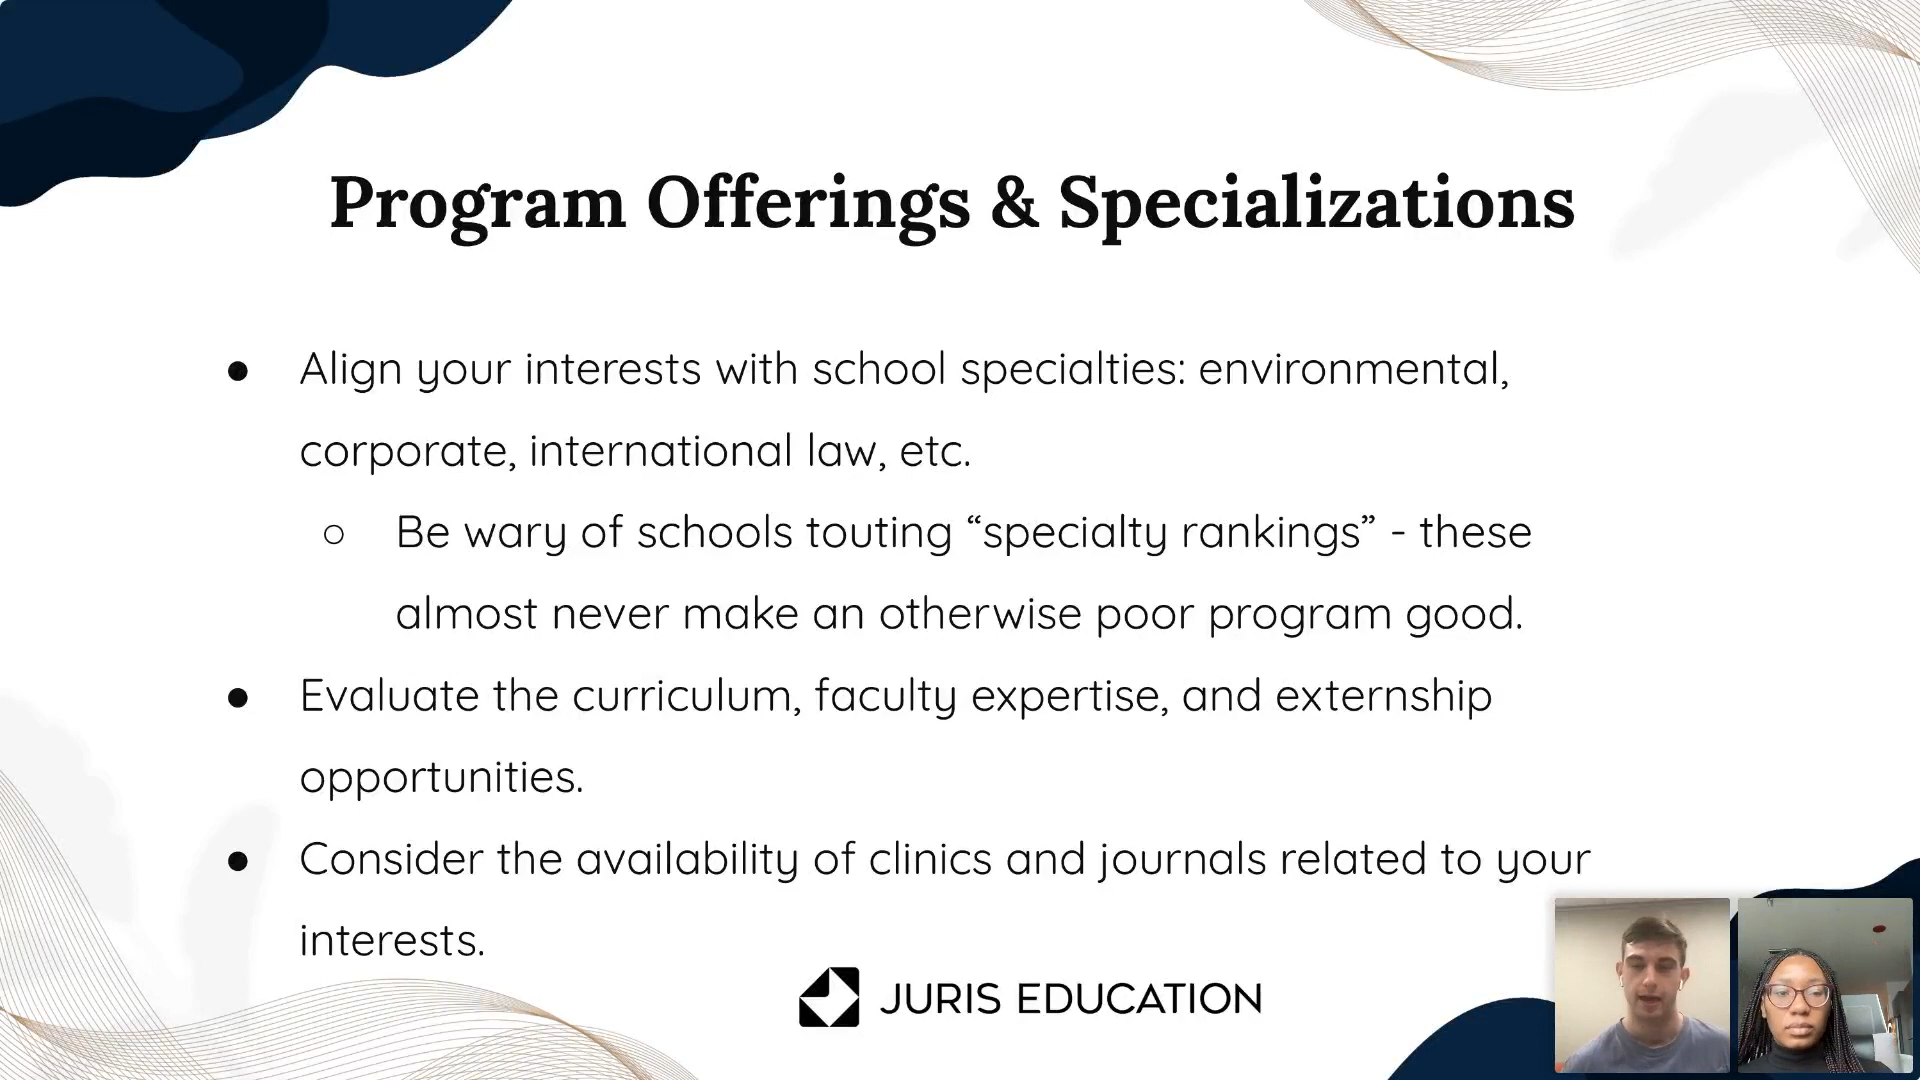 Program Offerings & Specializations
● Align your interests with school specialties: environmental,
corporate, international law, etc.
○ Be wary of schools touting “specialty rankings” - these
almost never make an otherwise poor program good.
● Evaluate the curriculum, faculty expertise, and externship
opportunities.
● Consider the availability of clinics and journals related to your
interests.
JURIS EDUCATION